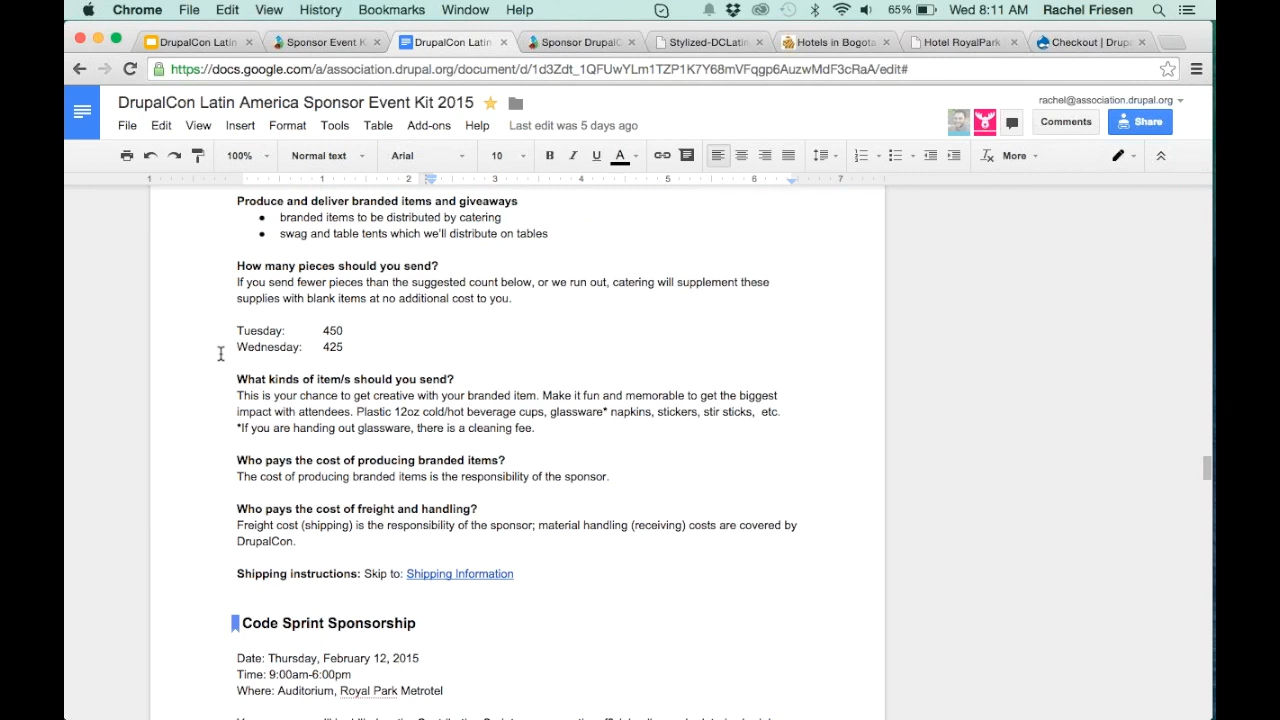 Chrome File Edit View History Bookmarks Window Help 65% Wed 8:11 AM Rachel Friesen
DrupalCon Latin Sponsor Event K DrupalCon Latin Sponsor DrupalC Stylized-DCLatin Hotels in Bogota Hotel RoyalPark Checkout | Drup
https://docs.google.com/a/association.drupal.org/document/d/1d3Zdt_1QFUwYLm1TZP1K7Y68mVFqgp6AuzwMdF3cRaA/edit#
DrupalCon Latin America Sponsor Event Kit 2015
rachel@association.drupal.org
File Edit View Insert Format Tools Table Add-ons Help Last edit was 5 days ago
Comments Share
100% Normal text Arial 10 B I U A More
1 1 2 3 4 5 6 7
Produce and deliver branded items and giveaways
● branded items to be distributed by catering
● swag and table tents which we'll distribute on tables
How many pieces should you send?
If you send fewer pieces than the suggested count below, or we run out, catering will supplement these
supplies with blank items at no additional cost to you.
Tuesday: 450
Wednesday: 425
What kinds of item/s should you send?
This is your chance to get creative with your branded item. Make it fun and memorable to get the biggest
impact with attendees. Plastic 12oz cold/hot beverage cups, glassware* napkins, stickers, stir sticks, etc.
*If you are handing out glassware, there is a cleaning fee.
Who pays the cost of producing branded items?
The cost of producing branded items is the responsibility of the sponsor.
Who pays the cost of freight and handling?
Freight cost (shipping) is the responsibility of the sponsor; material handling (receiving) costs are covered by
DrupalCon.
Shipping instructions: Skip to: Shipping Information
Code Sprint Sponsorship
Date: Thursday, February 12, 2015
Time: 9:00am-6:00pm
Where: Auditorium, Royal Park Metrotel